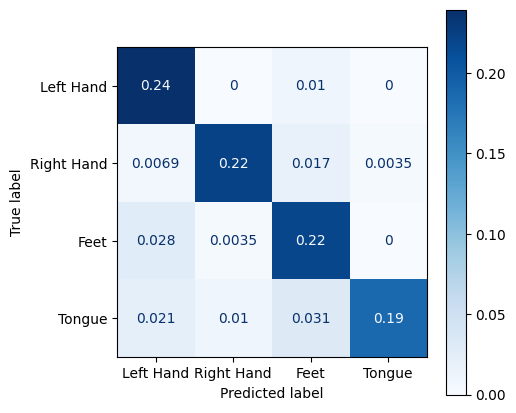 Left Hand 0.24 0 0.01 0
Right Hand 0.0069 0.22 0.017 0.0035
Feet 0.028 0.0035 0.22 0
Tongue 0.021 0.01 0.031 0.19
Left Hand Right Hand Feet Tongue
Predicted label
True label
0.20
0.15
0.10
0.05
0.00